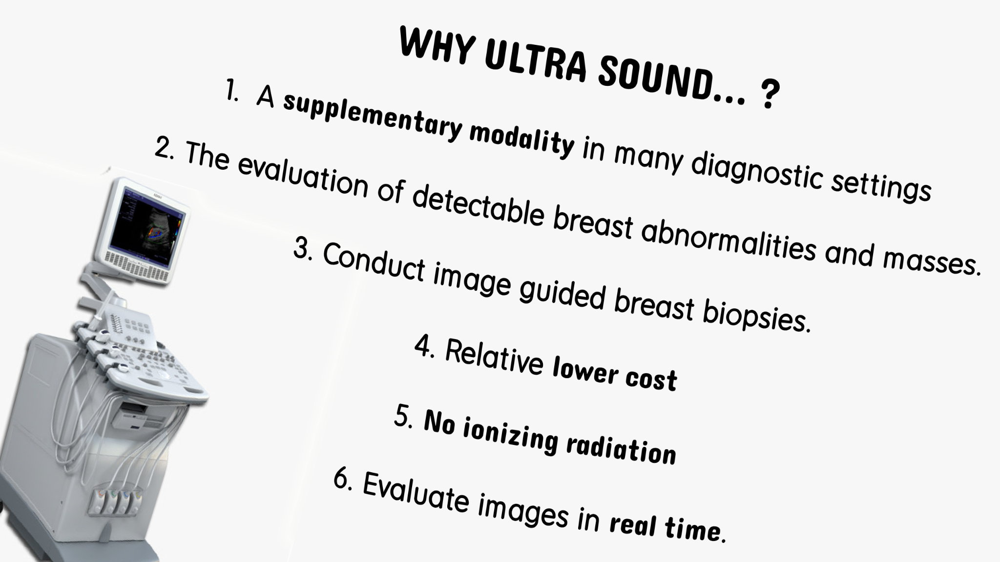 WHY ULTRA SOUND... ?
1. A supplementary modality in many diagnostic settings
2. The evaluation of detectable breast abnormalities and masses.
3. Conduct image guided breast biopsies.
4. Relative lower cost
5. No ionizing radiation
6. Evaluate images in real time.